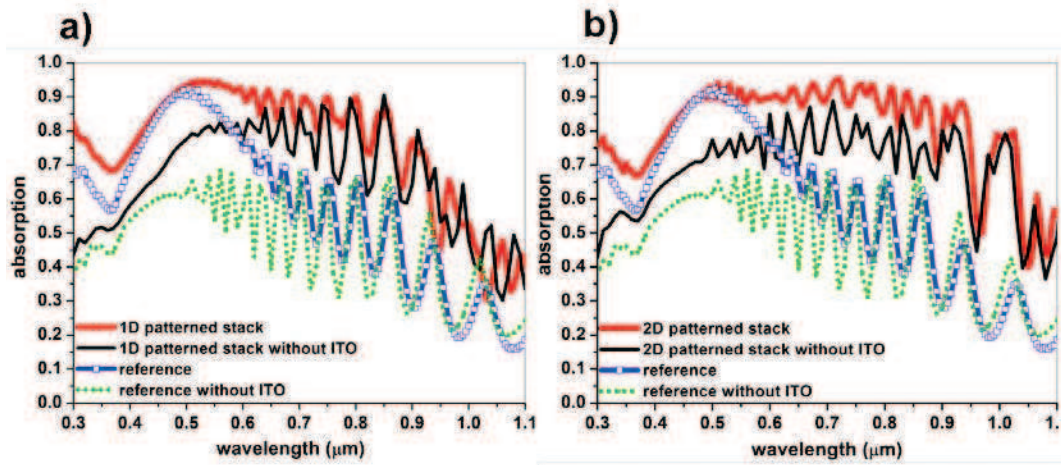 a)
1.0
0.9
0.8
0.7
0.6
0.5
0.4
0.3
0.2
0.1
0.0
absorption
1D patterned stack
1D patterned stack without ITO
reference
reference without ITO
0.3 0.4 0.5 0.6 0.7 0.8 0.9 1.0 1.1
wavelength (μm)
b)
1.0
0.9
0.8
0.7
0.6
0.5
0.4
0.3
0.2
0.1
0.0
absorption
2D patterned stack
2D patterned stack without ITO
reference
reference without ITO
0.3 0.4 0.5 0.6 0.7 0.8 0.9 1.0 1.
wavelength (μm)